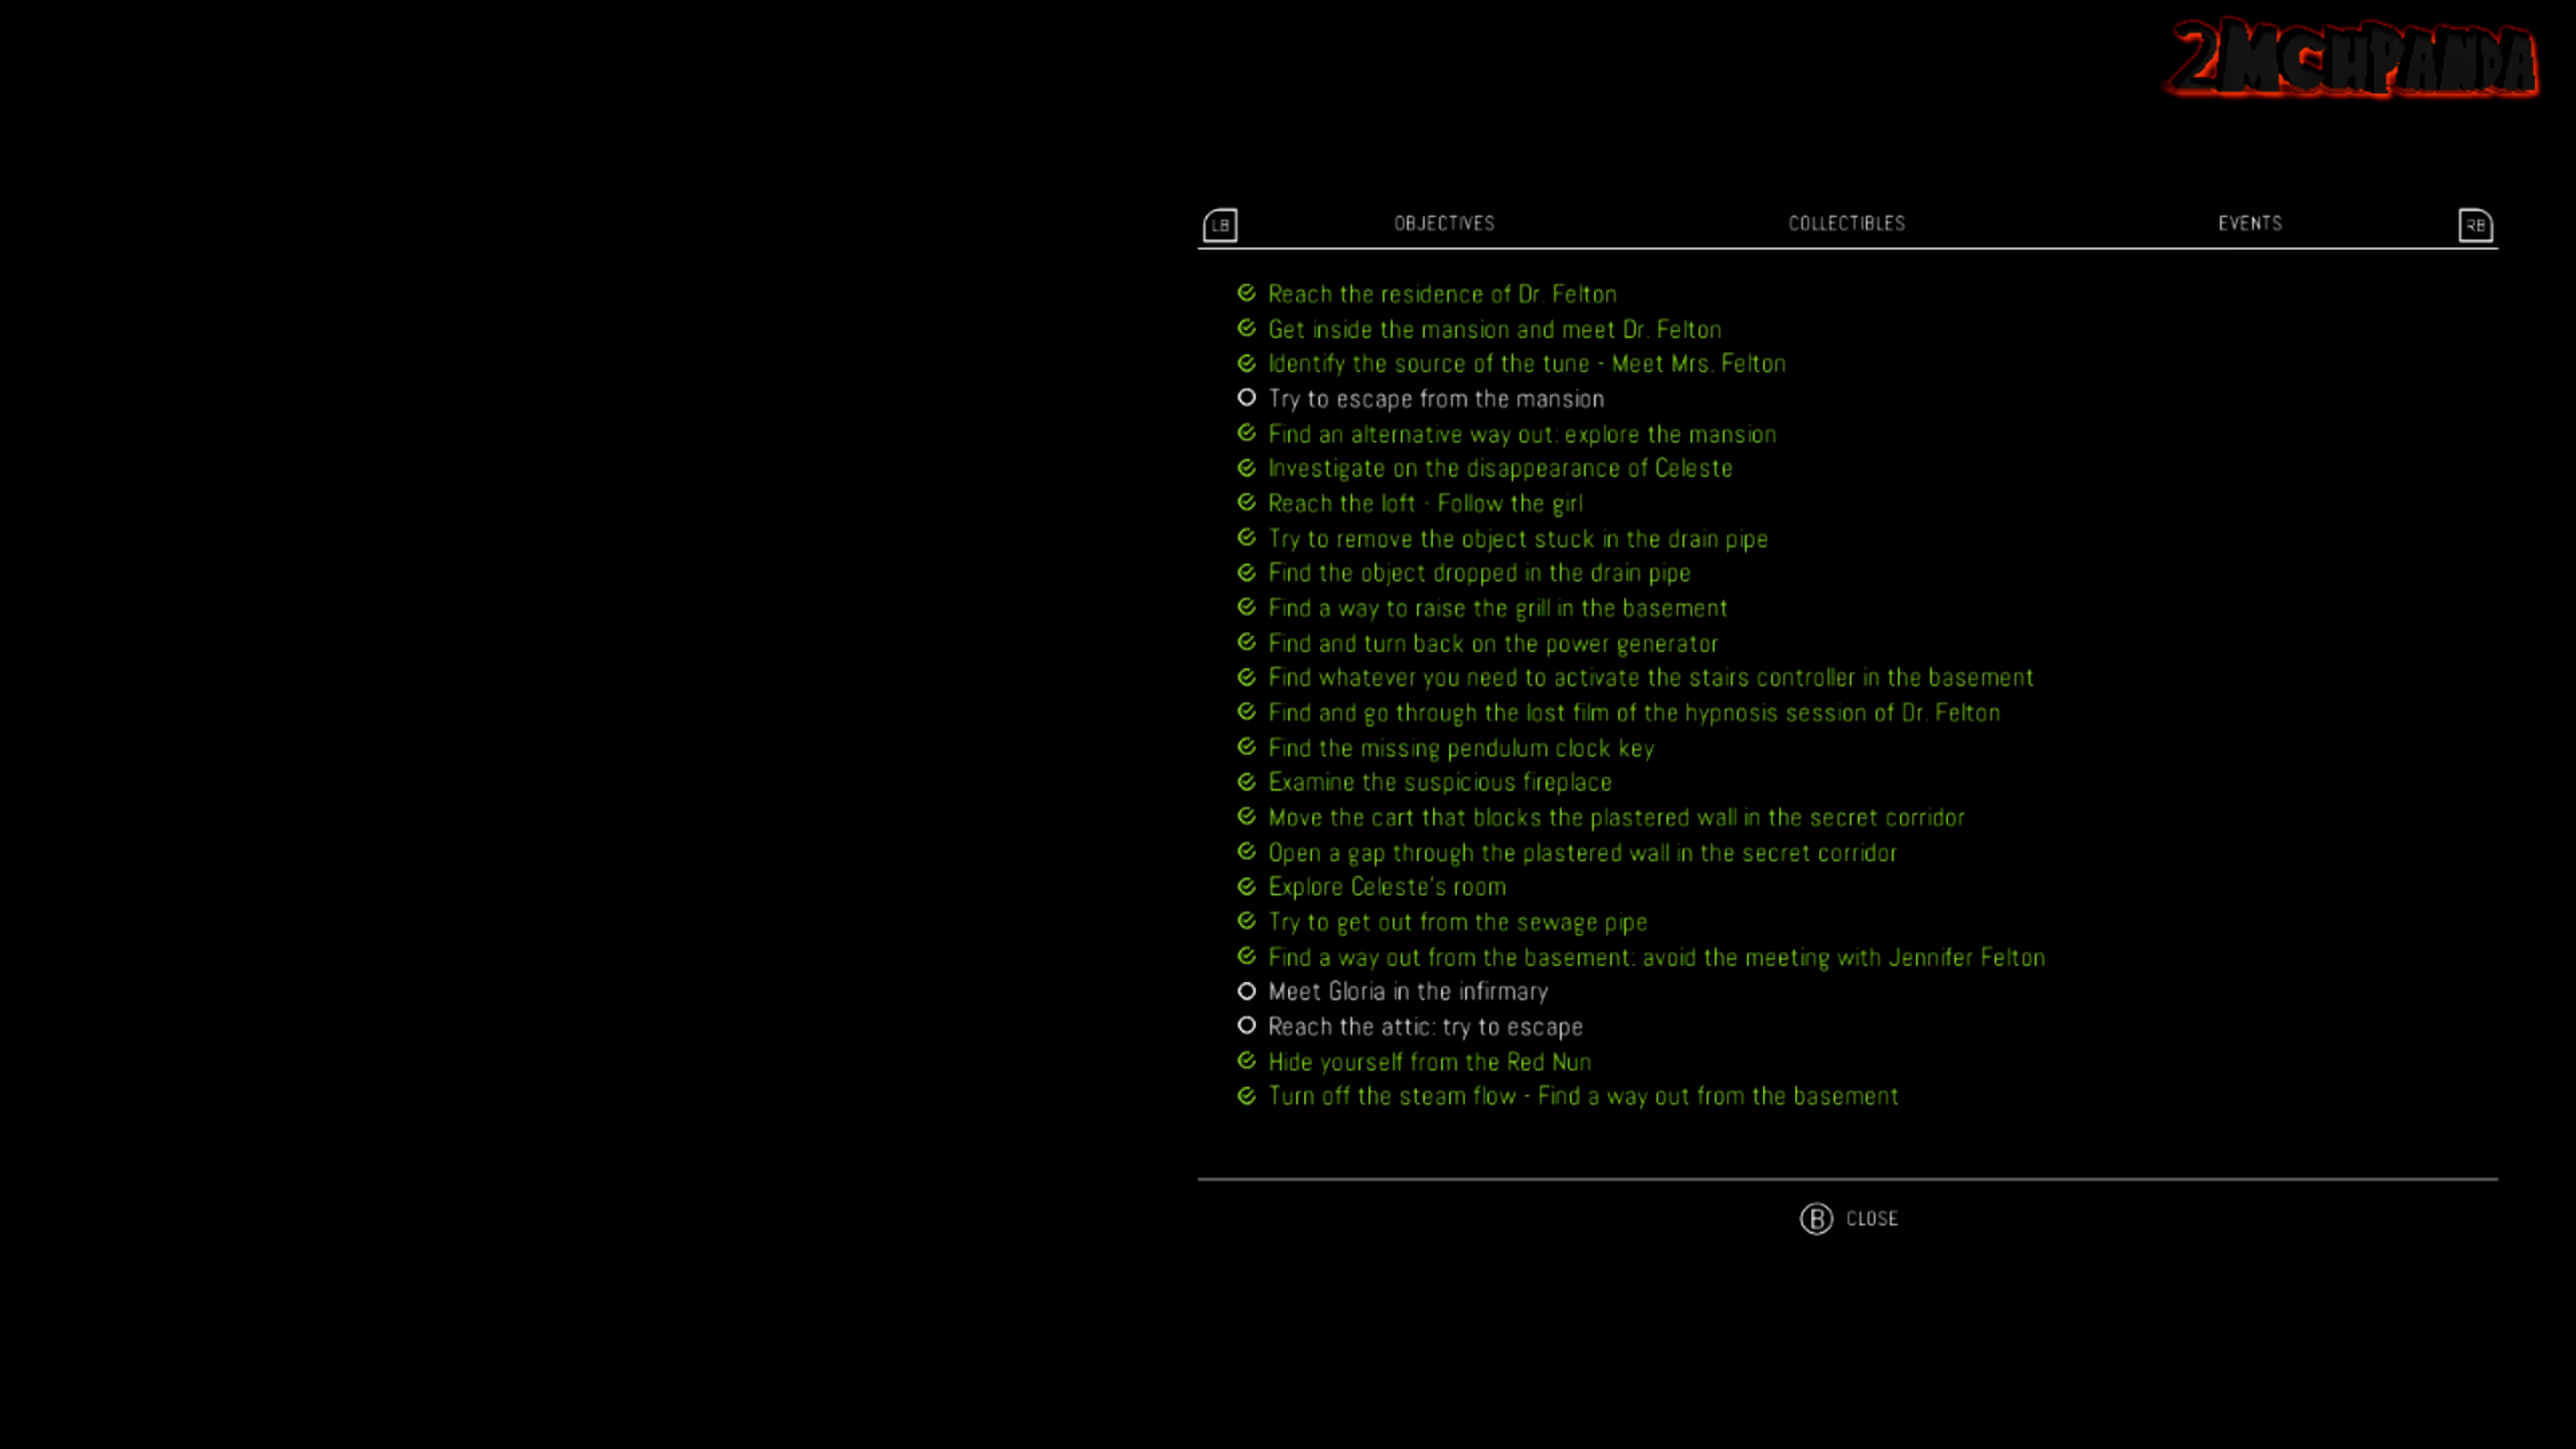 2MCHPANDA
LB OBJECTIVES COLLECTIBLES EVENTS RB
Reach the residence of Dr. Felton
Get inside the mansion and meet Dr. Felton
Identify the source of the tune - Meet Mrs. Felton
Try to escape from the mansion
Find an alternative way out: explore the mansion
Investigate on the disappearance of Celeste
Reach the loft - Follow the girl
Try to remove the object stuck in the drain pipe
Find the object dropped in the drain pipe
Find a way to raise the grill in the basement
Find and turn back on the power generator
Find whatever you need to activate the stairs controller in the basement
Find and go through the lost film of the hypnosis session of Dr. Felton
Find the missing pendulum clock key
Examine the suspicious fireplace
Move the cart that blocks the plastered wall in the secret corridor
Open a gap through the plastered wall in the secret corridor
Explore Celeste's room
Try to get out from the sewage pipe
Find a way out from the basement: avoid the meeting with Jennifer Felton
Meet Gloria in the infirmary
Reach the attic: try to escape
Hide yourself from the Red Nun
Turn off the steam flow - Find a way out from the basement
B CLOSE